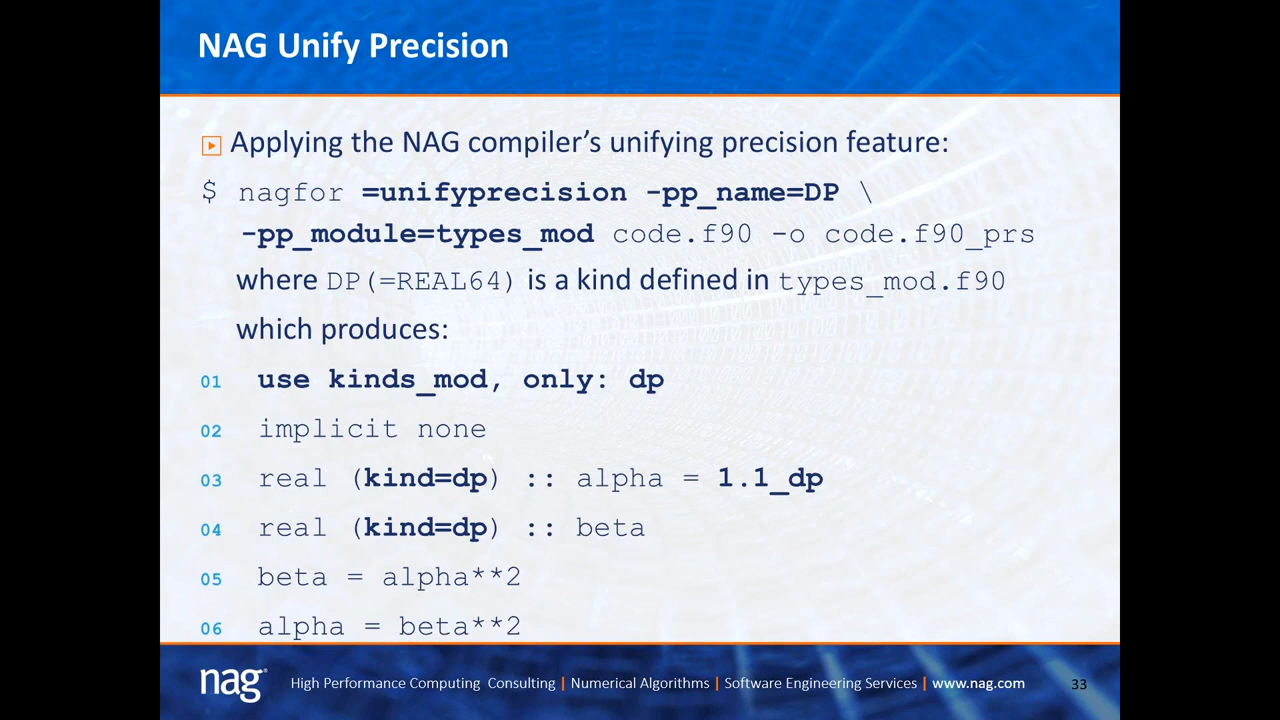 NAG Unify Precision
Applying the NAG compiler’s unifying precision feature:
$ nagfor =unifyprecision -pp_name=DP \
-pp_module=types_mod code.f90 -o code.f90_prs
where DP(=REAL64) is a kind defined in types_mod.f90
which produces:
01 use kinds_mod, only: dp
02 implicit none
03 real (kind=dp) :: alpha = 1.1_dp
04 real (kind=dp) :: beta
05 beta = alpha**2
06 alpha = beta**2
nag® High Performance Computing Consulting | Numerical Algorithms | Software Engineering Services | www.nag.com 33